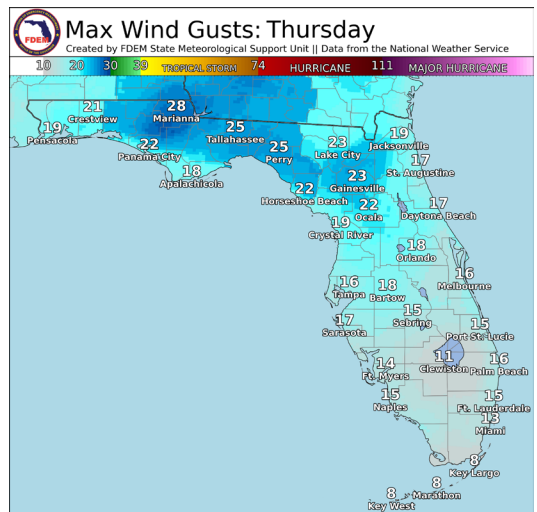 FDEM
Max Wind Gusts: Thursday
Created by FDEM State Meteorological Support Unit || Data from the National Weather Service
10 20 30 39 TROPICAL STORM 74 HURRICANE 111 MAJOR HURRICANE
28
Marianna
21
Crestview
19
Pensacola
22
Panama City
25
Tallahassee
25
Perry
23
Lake City
19
Jacksonville
17
St. Augustine
18
Apalachicola
22
Horseshoe Beach
23
Gainesville
22
Ocala
17
Daytona Beach
19
Crystal River
18
Orlando
16
Melbourne
16
Tampa
18
Bartow
17
Sarasota
15
Sebring
15
Port St. Lucie
14
Ft. Myers
11
Clewiston
16
Palm Beach
15
Naples
15
Ft. Lauderdale
13
Miami
8
Key Largo
8
Marathon
8
Key West